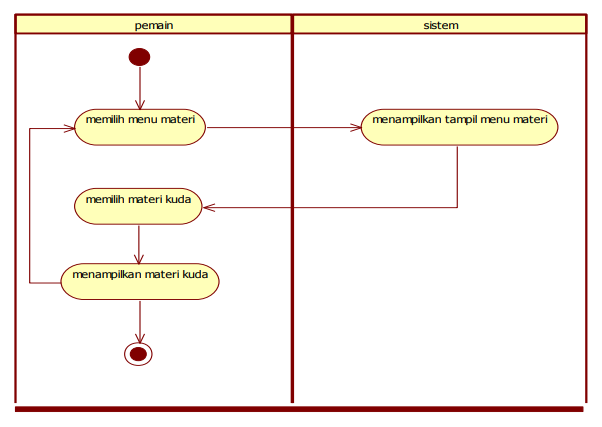 pemain
sistem
memilih menu materi
menampilkan tampil menu materi
memilih materi kuda
menampilkan materi kuda